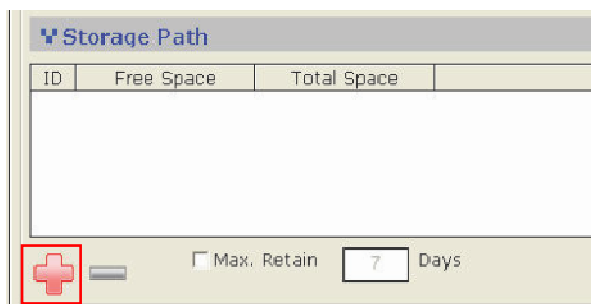 Storage Path
ID Free Space Total Space
Max. Retain 7 Days